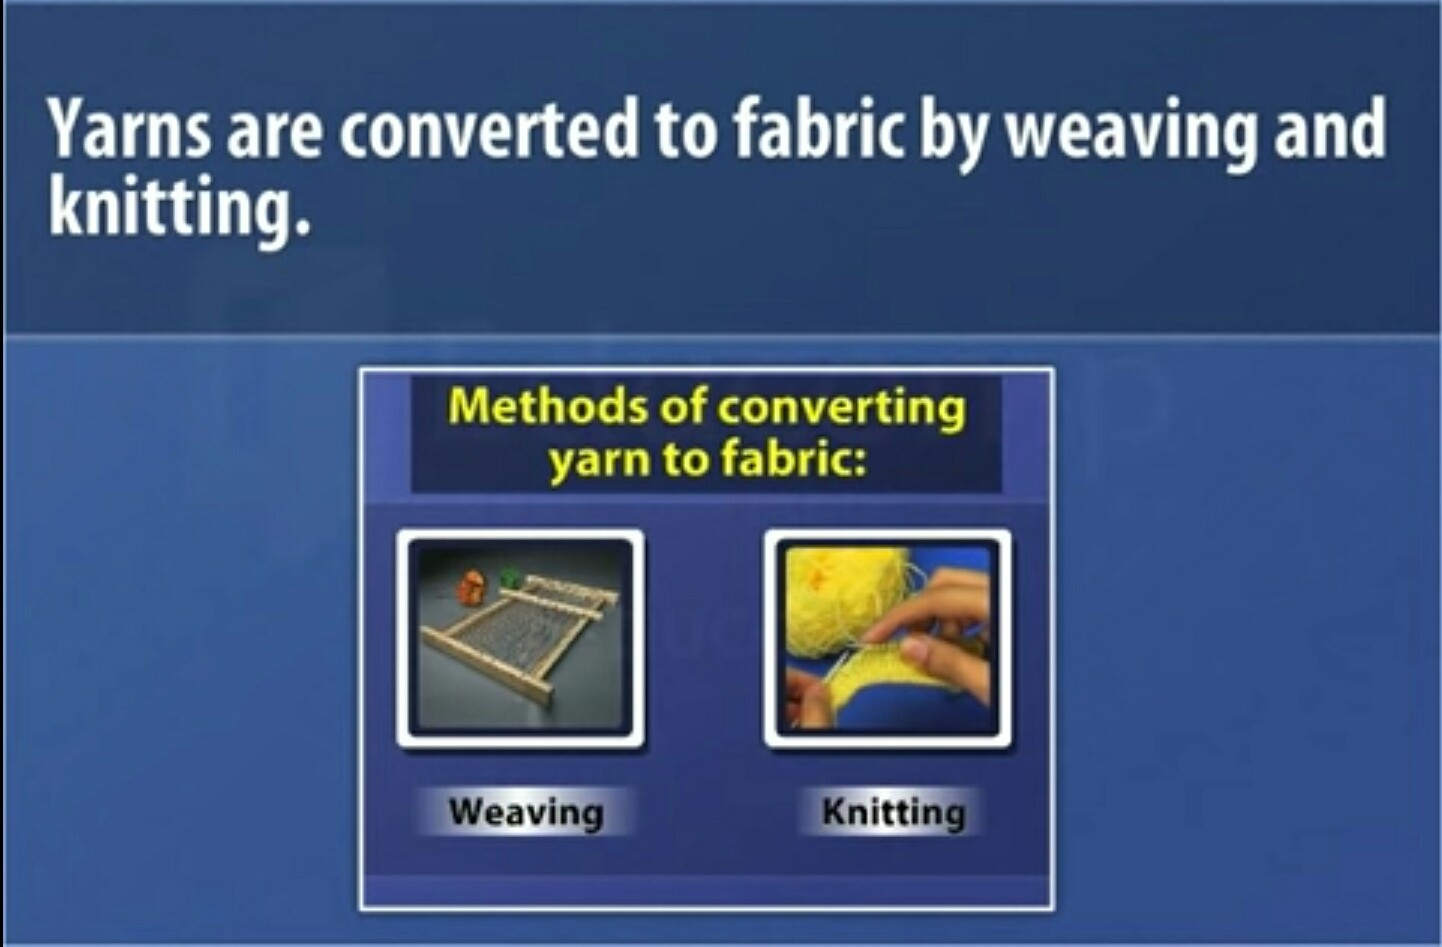 Yarns are converted to fabric by weaving and
knitting.
Methods of converting
yarn to fabric:
Weaving
Knitting